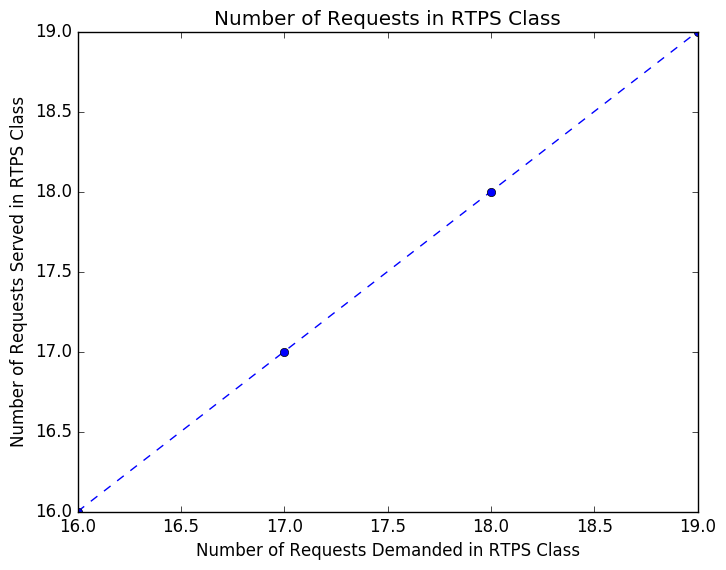 Number of Requests in RTPS Class
19.0
18.5
18.0
17.5
17.0
16.5
16.0
Number of Requests Served in RTPS Class
16.0 16.5 17.0 17.5 18.0 18.5 19.0
Number of Requests Demanded in RTPS Class